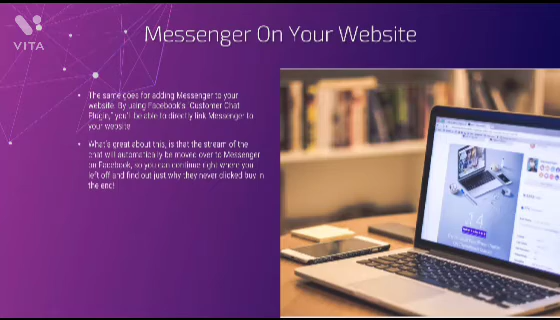 VITA
Messenger On Your Website
The same goes for adding Messenger to your
website. By using Facebook's "Customer Chat
Plugin," you'll be able to directly link Messenger to
your website
What's great about this, is that the stream of the
chat will automatically be moved over to Messenger
on Facebook, so you can continue right where you
left off and find out just why they never clicked buy in
the end!
14